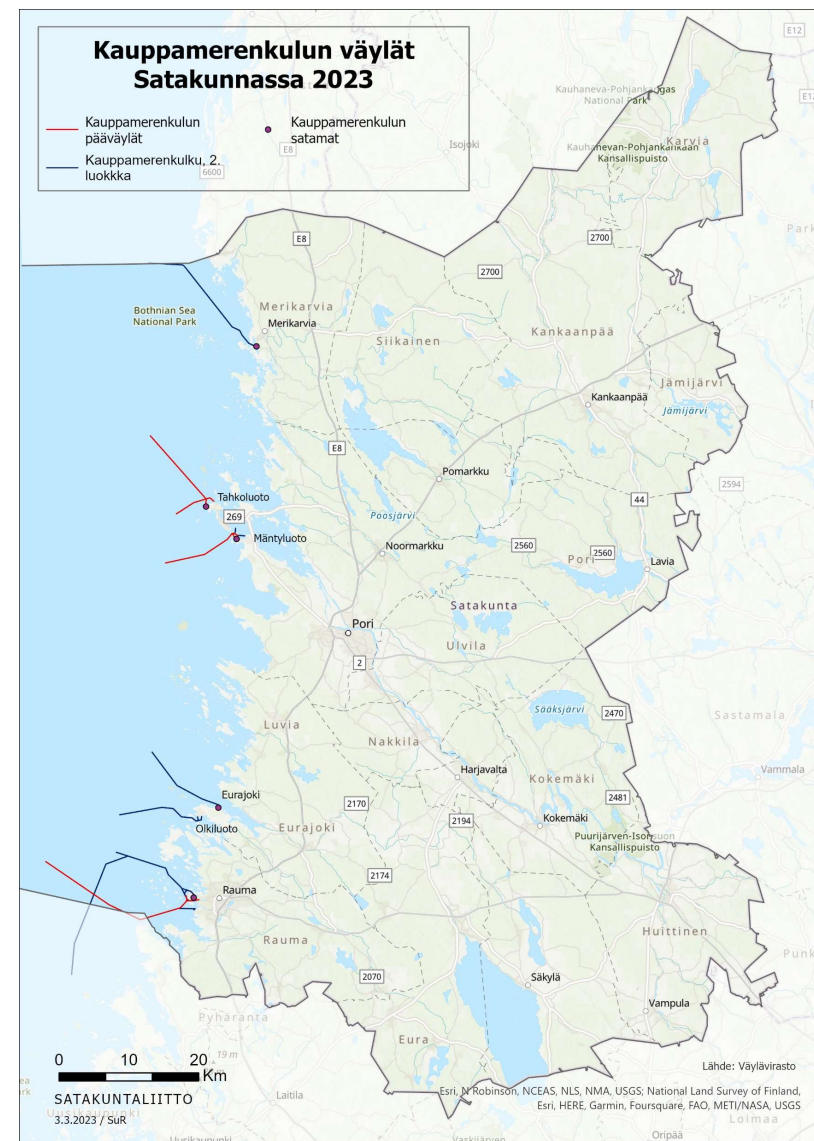 Kauppamerenkulun väylät
Satakunnassa 2023
Kauppamerenkulun
pääväylät
Kauppamerenkulun
satamat
Kauppamerenkulku, 2.
luokkka
E12
Kauhaneva-Pohjankangas
National Park
Karvia
Kauhanevan-Pohjankankaan
Kansallispuisto
Isojoki
E8
6600
E8
2700
2700
Bothnian Sea
National Park
Merikarvia
Merikarvia
Siikainen
Kankaanpää
Jämijärvi
Kankaanpää
Jämijärvi
E8
Pomarkku
2594
44
Tahkoluoto
269
Poosjärvi
Mäntyluoto
Noormarkku
2560
Pori
2560
Lavia
Satakunta
Pori
Ulvila
2
Sääksjärvi
2470
Sastamala
Luvia
Nakkila
Harjavalta
Kokemäki
Vammala
Eurajoki
2170
2481
Olkiluoto
Eurajoki
2194
Kokemäki
Puurijärven-Isonsuon
Kansallispuisto
2174
Rauma
Huittinen
Rauma
2070
Säkylä
Vampula
Pyhäranta
Eura
19 m
0 10 20
Km
Laitila
Lähde: Väylävirasto
SATAKUNTALIITTO
3.3.2023 / SuR
Esri, N Robinson, NCEAS, NLS, NMA, USGS; National Land Survey of Finland,
Esri, HERE, Garmin, Foursquare, FAO, METI/NASA, USGS
Uusikaupunki
Loimaa
Uusikaupunki
Vaskijärven
Oripää